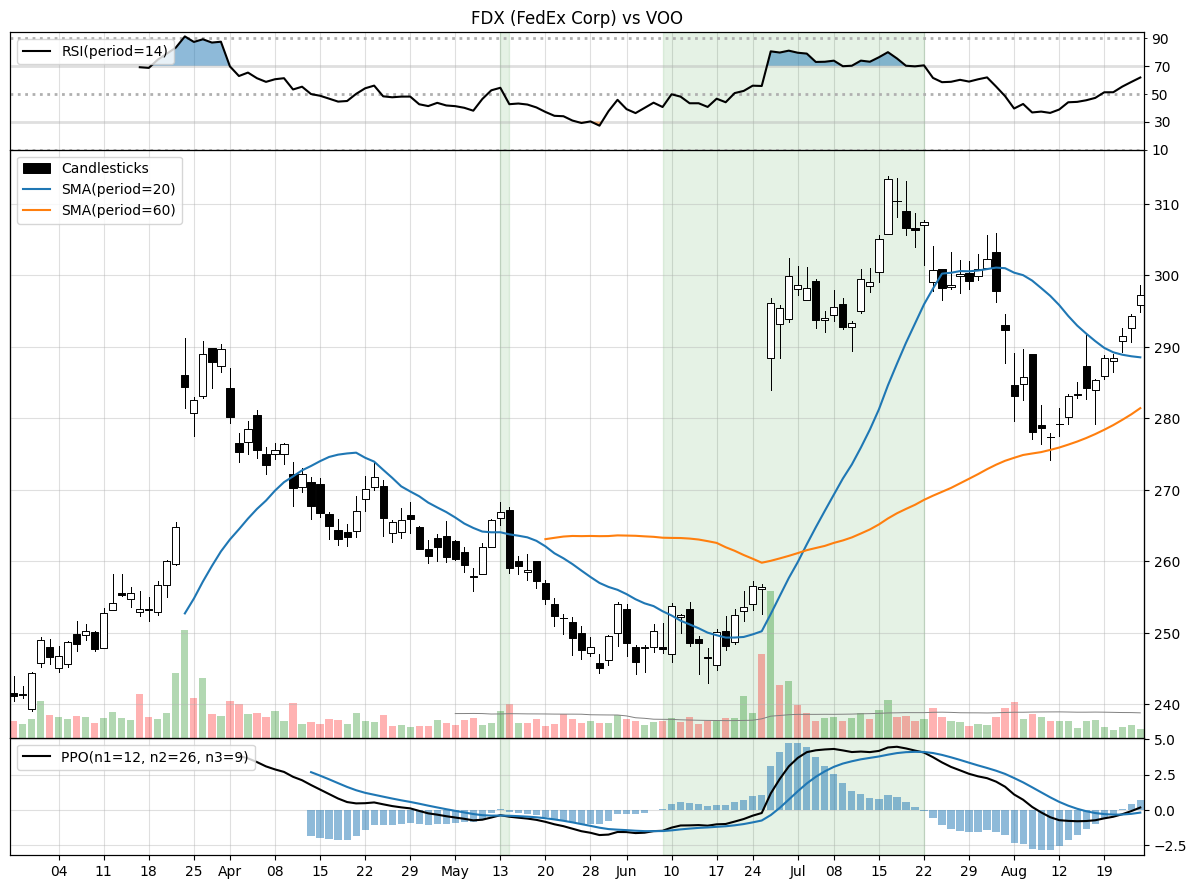 FDX (FedEx Corp) vs VOO
RSI(period=14)
90
70
50
30
10
Candlesticks
SMA(period=20)
SMA(period=60)
310
300
290
280
270
260
250
240
PPO(n1=12, n2=26, n3=9)
5.0
2.5
0.0
−2.5
04 11 18 25 Apr 08 15 22 29 May 13 20 28 Jun 10 17 24 Jul 08 15 22 29 Aug 12 19